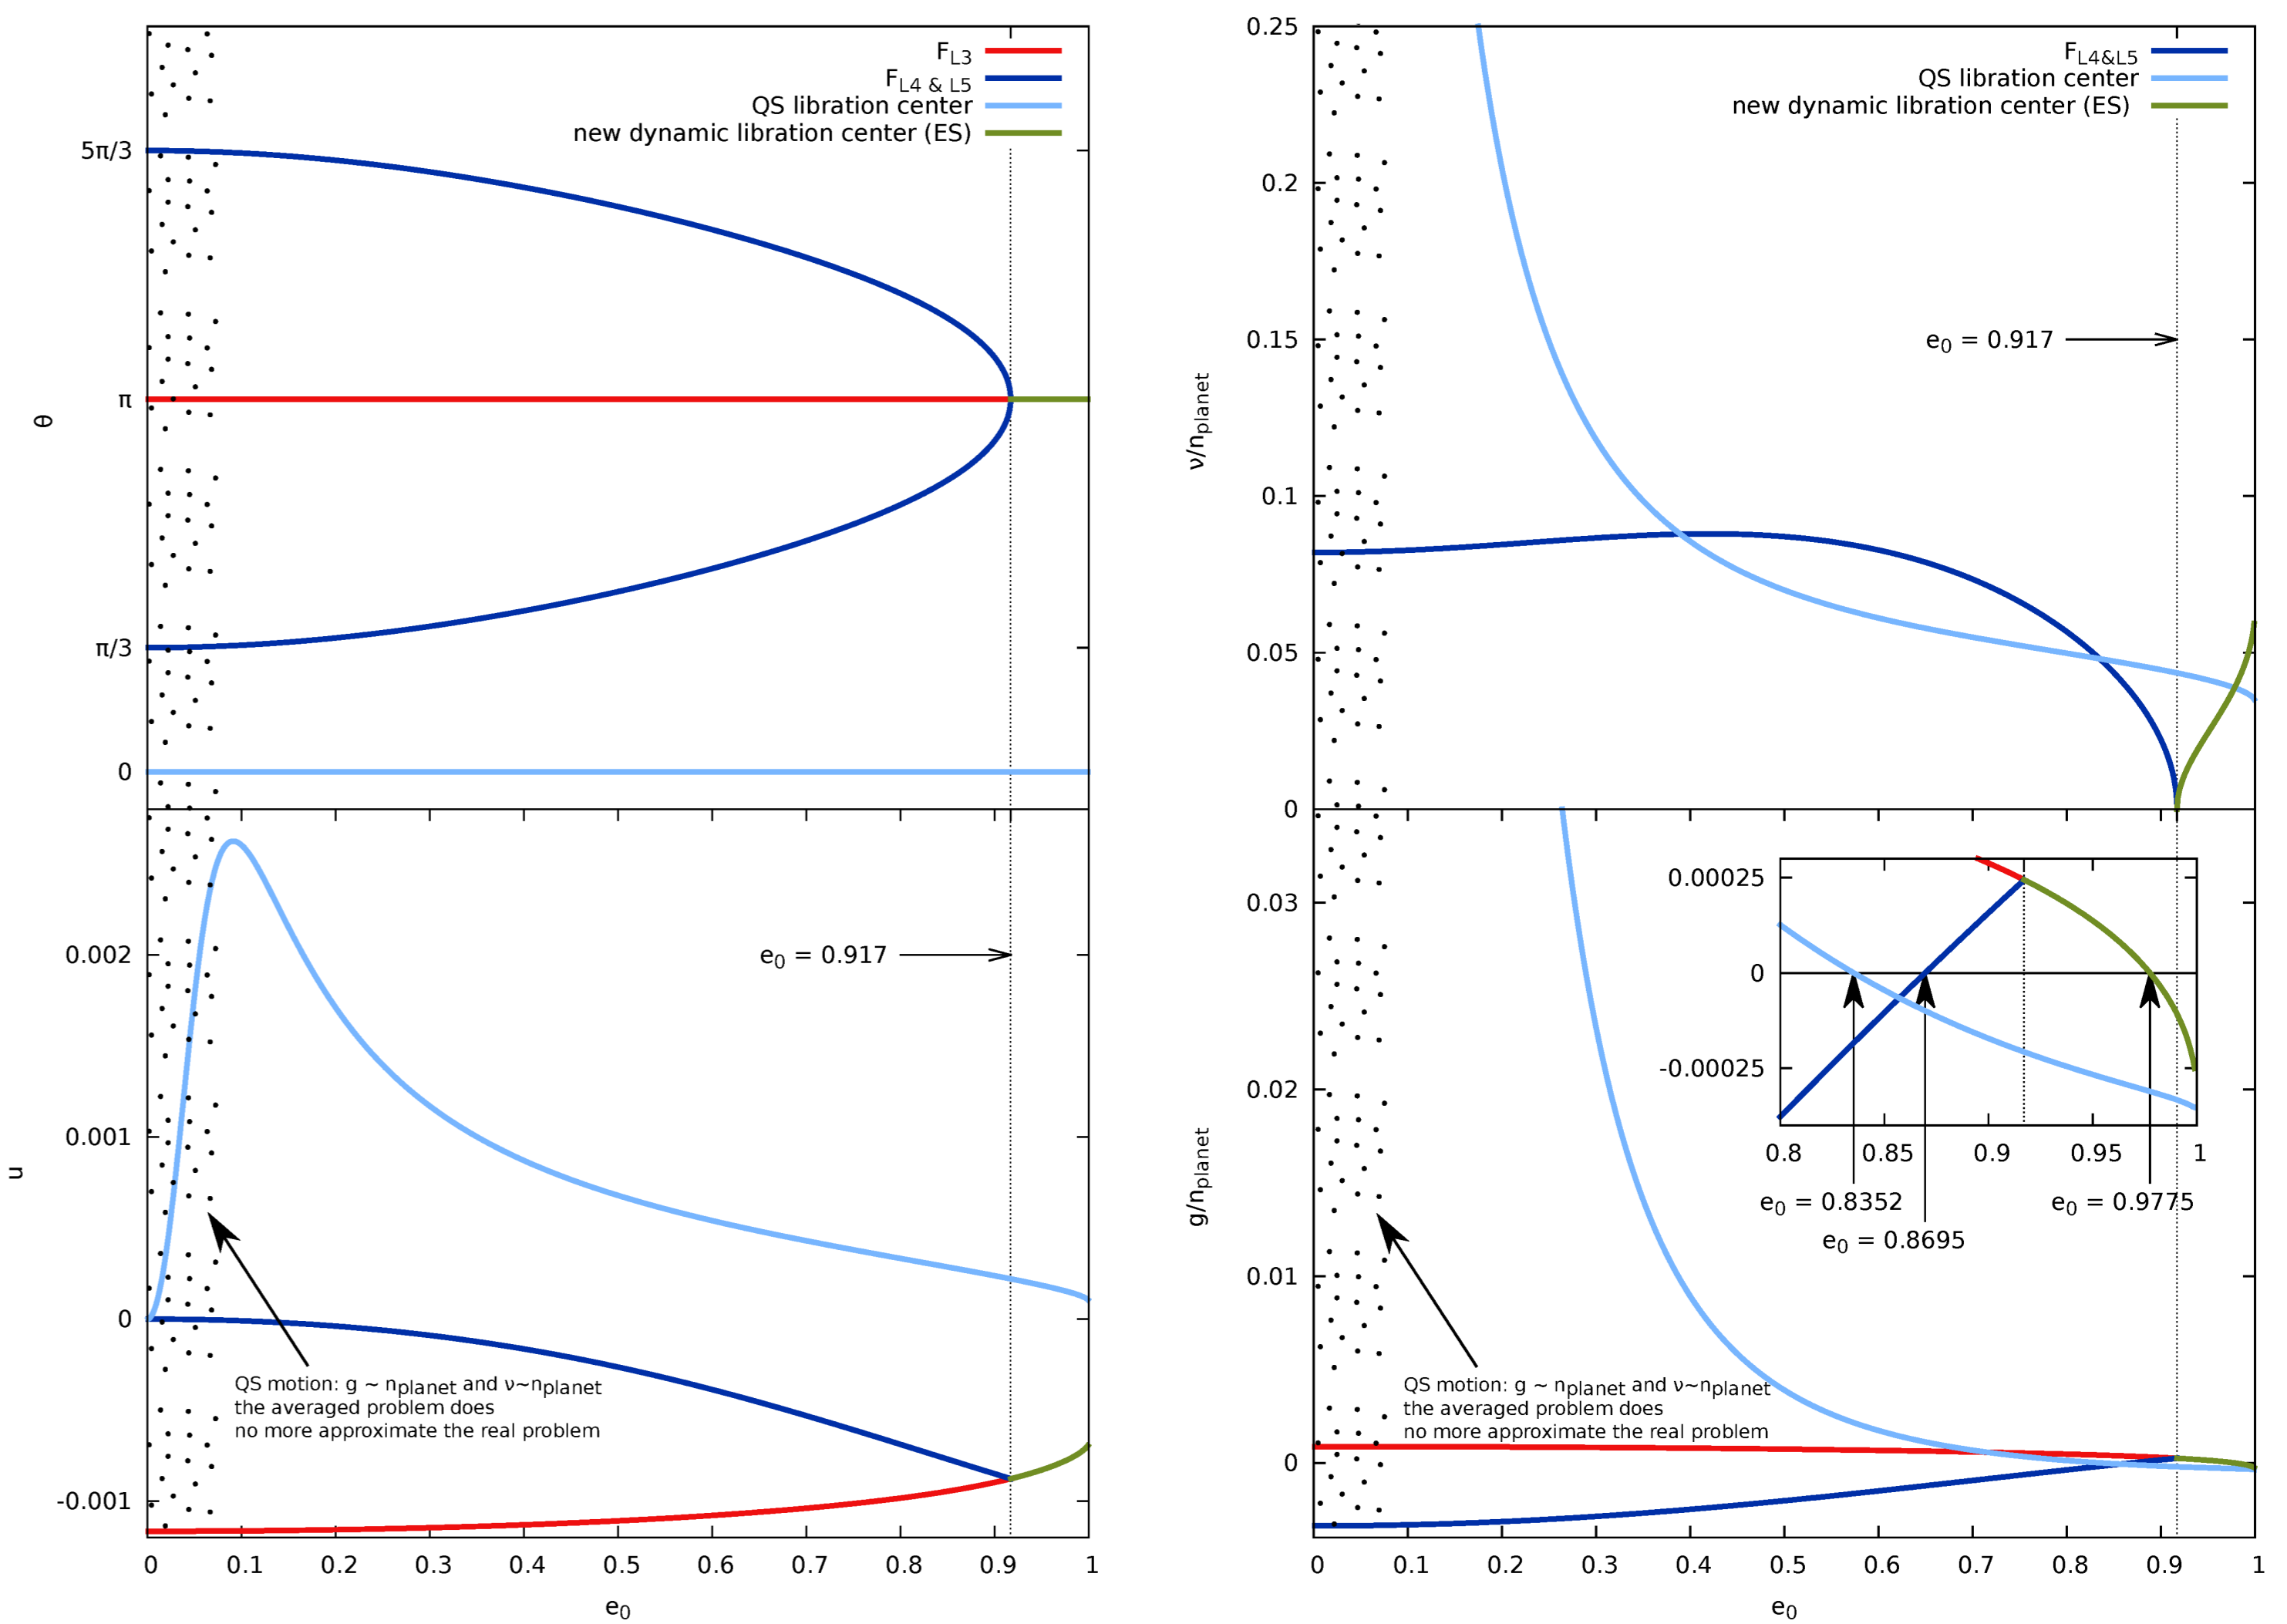 F_L3
F_L4 & L5
QS libration center
new dynamic libration center (ES)
5π/3
π
π/3
0
θ
e_0 = 0.917
0.002
0.001
0
-0.001
u
QS motion: g ~ n_planet and ν~n_planet
the averaged problem does
no more approximate the real problem
0 0.1 0.2 0.3 0.4 0.5 0.6 0.7 0.8 0.9 1
e_0
F_L4&L5
QS libration center
new dynamic libration center (ES)
0.25
0.2
0.15
0.1
0.05
0
ν/n_planet
e_0 = 0.917
0.03
0.02
0.01
0
g/n_planet
0.00025
0
-0.00025
0.8 0.85 0.9 0.95 1
e_0 = 0.8352
e_0 = 0.9775
e_0 = 0.8695
QS motion: g ~ n_planet and ν~n_planet
the averaged problem does
no more approximate the real problem
0 0.1 0.2 0.3 0.4 0.5 0.6 0.7 0.8 0.9 1
e_0